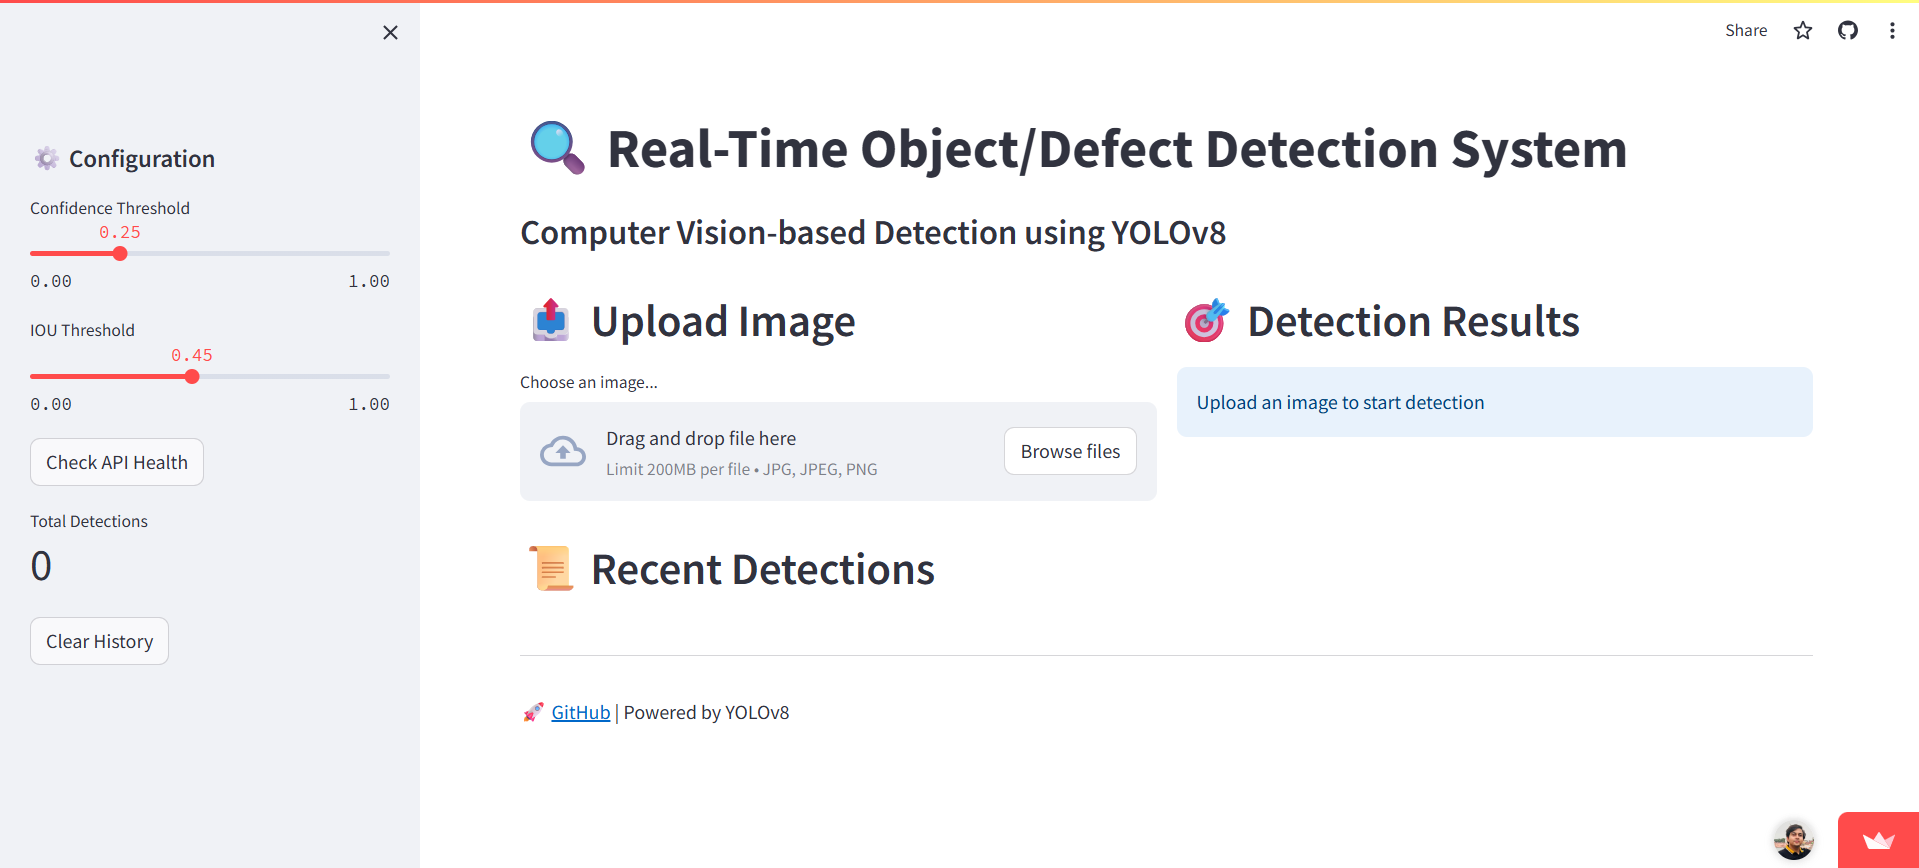 Share
Configuration
Confidence Threshold
0.25
0.00 1.00
IOU Threshold
0.45
0.00 1.00
Check API Health
Total Detections
0
Clear History
Real-Time Object/Defect Detection System
Computer Vision-based Detection using YOLOv8
Upload Image
Choose an image...
Drag and drop file here
Limit 200MB per file • JPG, JPEG, PNG
Browse files
Detection Results
Upload an image to start detection
Recent Detections
GitHub | Powered by YOLOv8